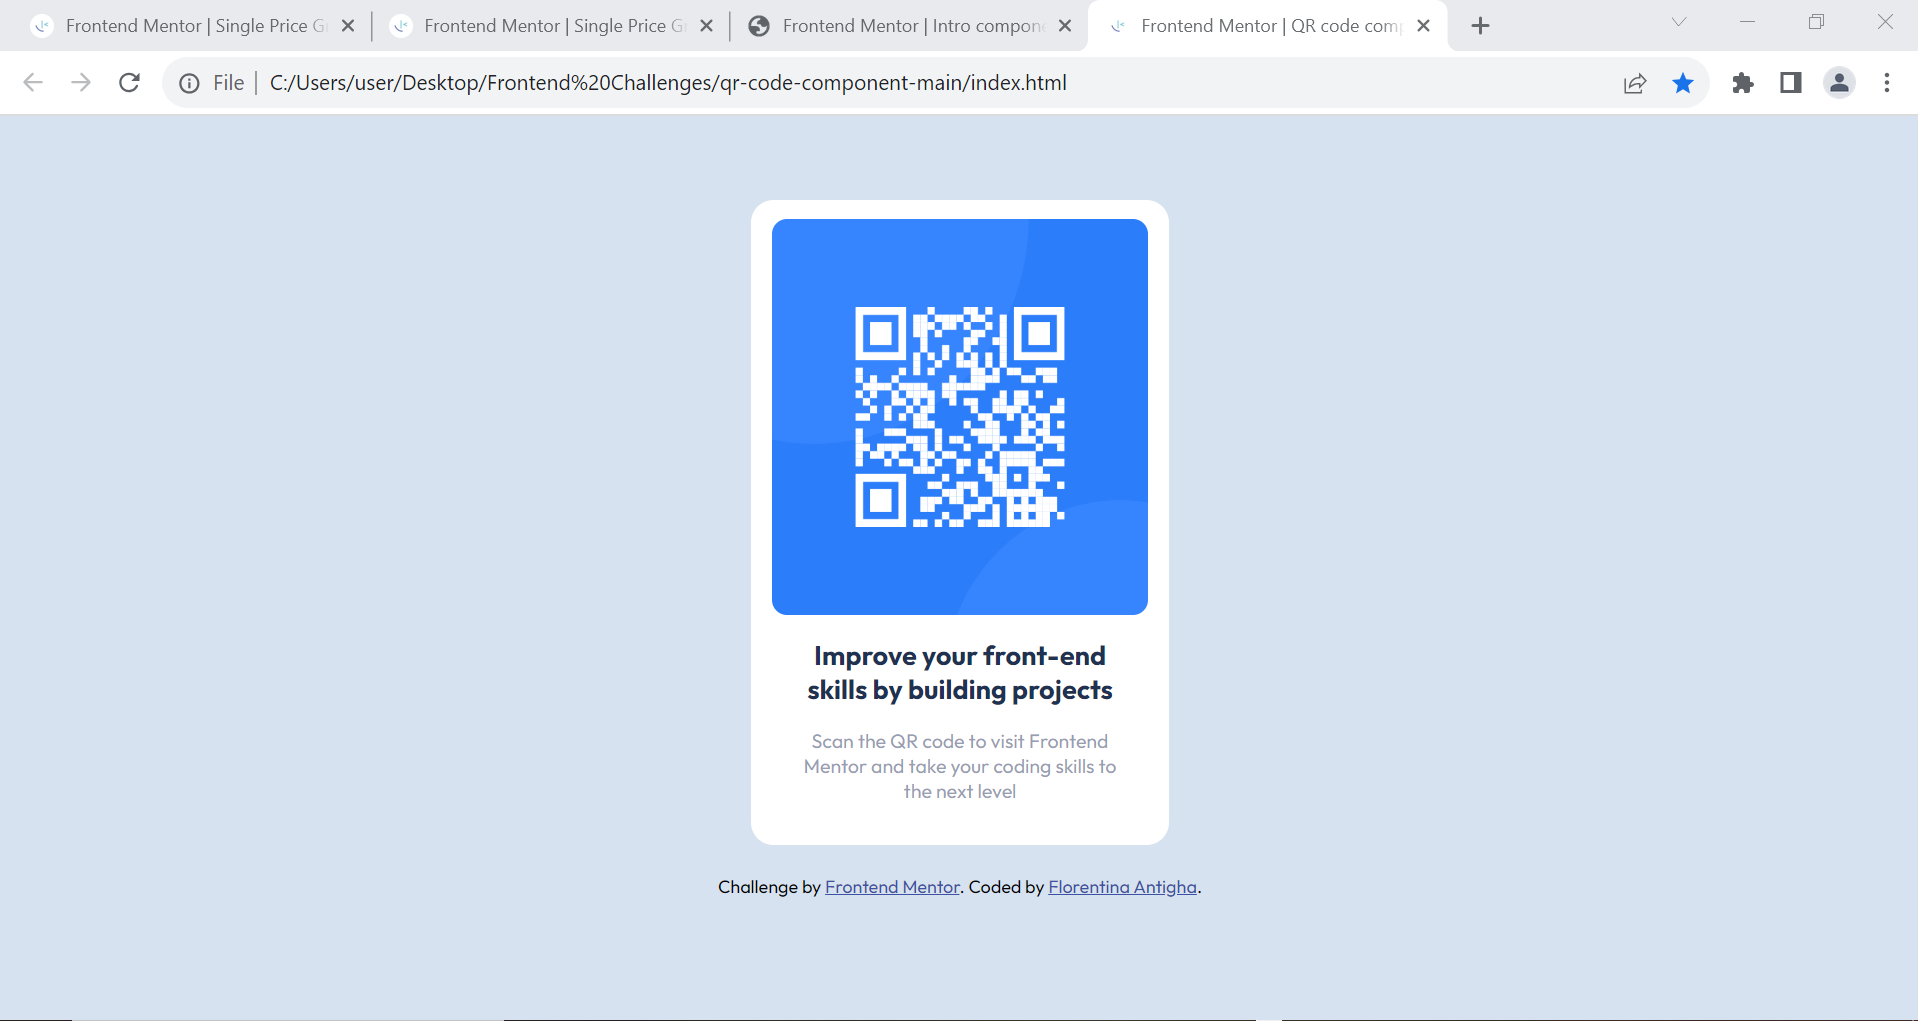 Frontend Mentor | Single Price G
Frontend Mentor | Single Price G
Frontend Mentor | Intro compon
Frontend Mentor | QR code com
File | C:/Users/user/Desktop/Frontend%20Challenges/qr-code-component-main/index.html
Improve your front-end
skills by building projects
Scan the QR code to visit Frontend
Mentor and take your coding skills to
the next level
Challenge by Frontend Mentor. Coded by Florentina Antigha.